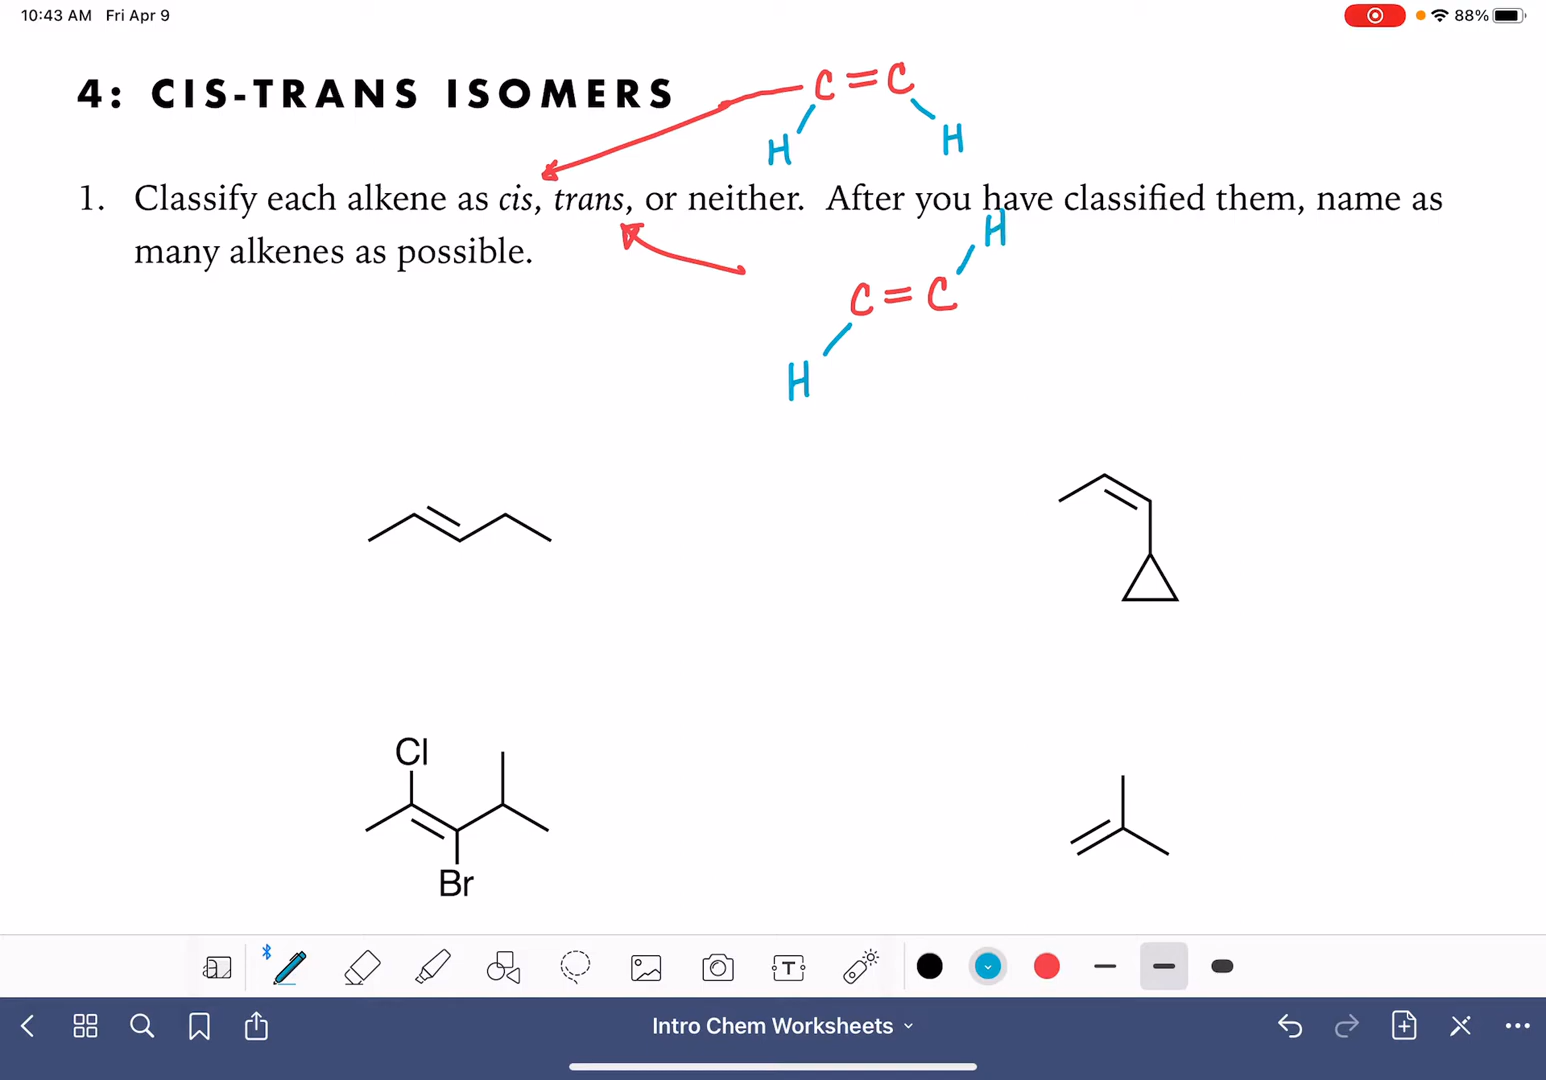 10:43 AM Fri Apr 9
88%
4: CIS-TRANS ISOMERS
C=C
H H
1. Classify each alkene as cis, trans, or neither. After you have classified them, name as
many alkenes as possible.
H
C=C
H
Cl
Br
T
Intro Chem Worksheets